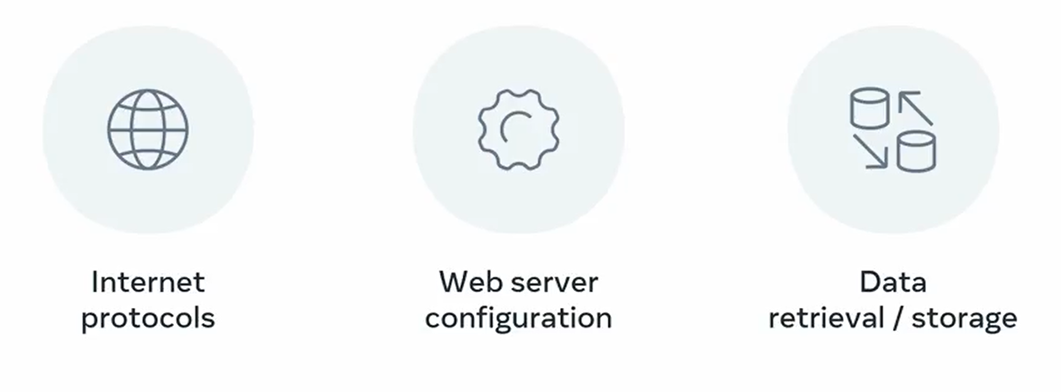 Internet
protocols
Web server
configuration
Data
retrieval / storage